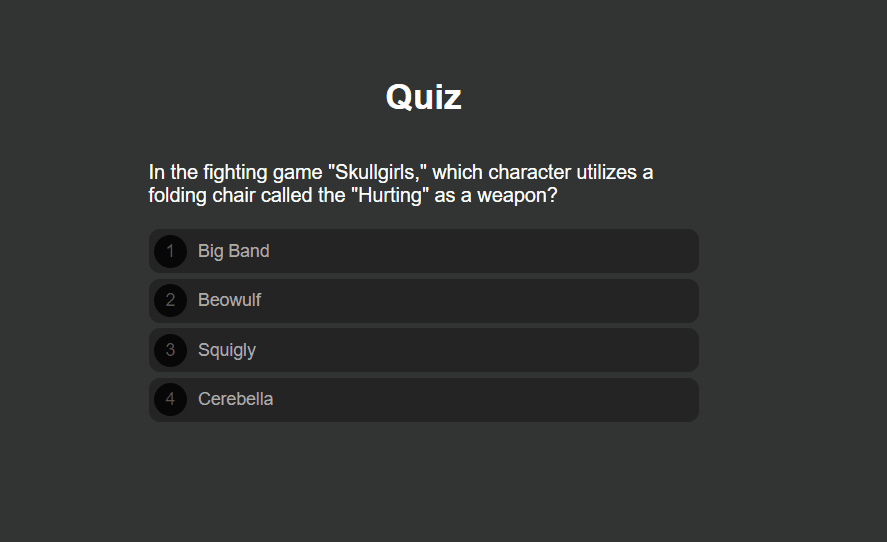 Quiz
In the fighting game "Skullgirls," which character utilizes a
folding chair called the "Hurting" as a weapon?
1 Big Band
2 Beowulf
3 Squigly
4 Cerebella